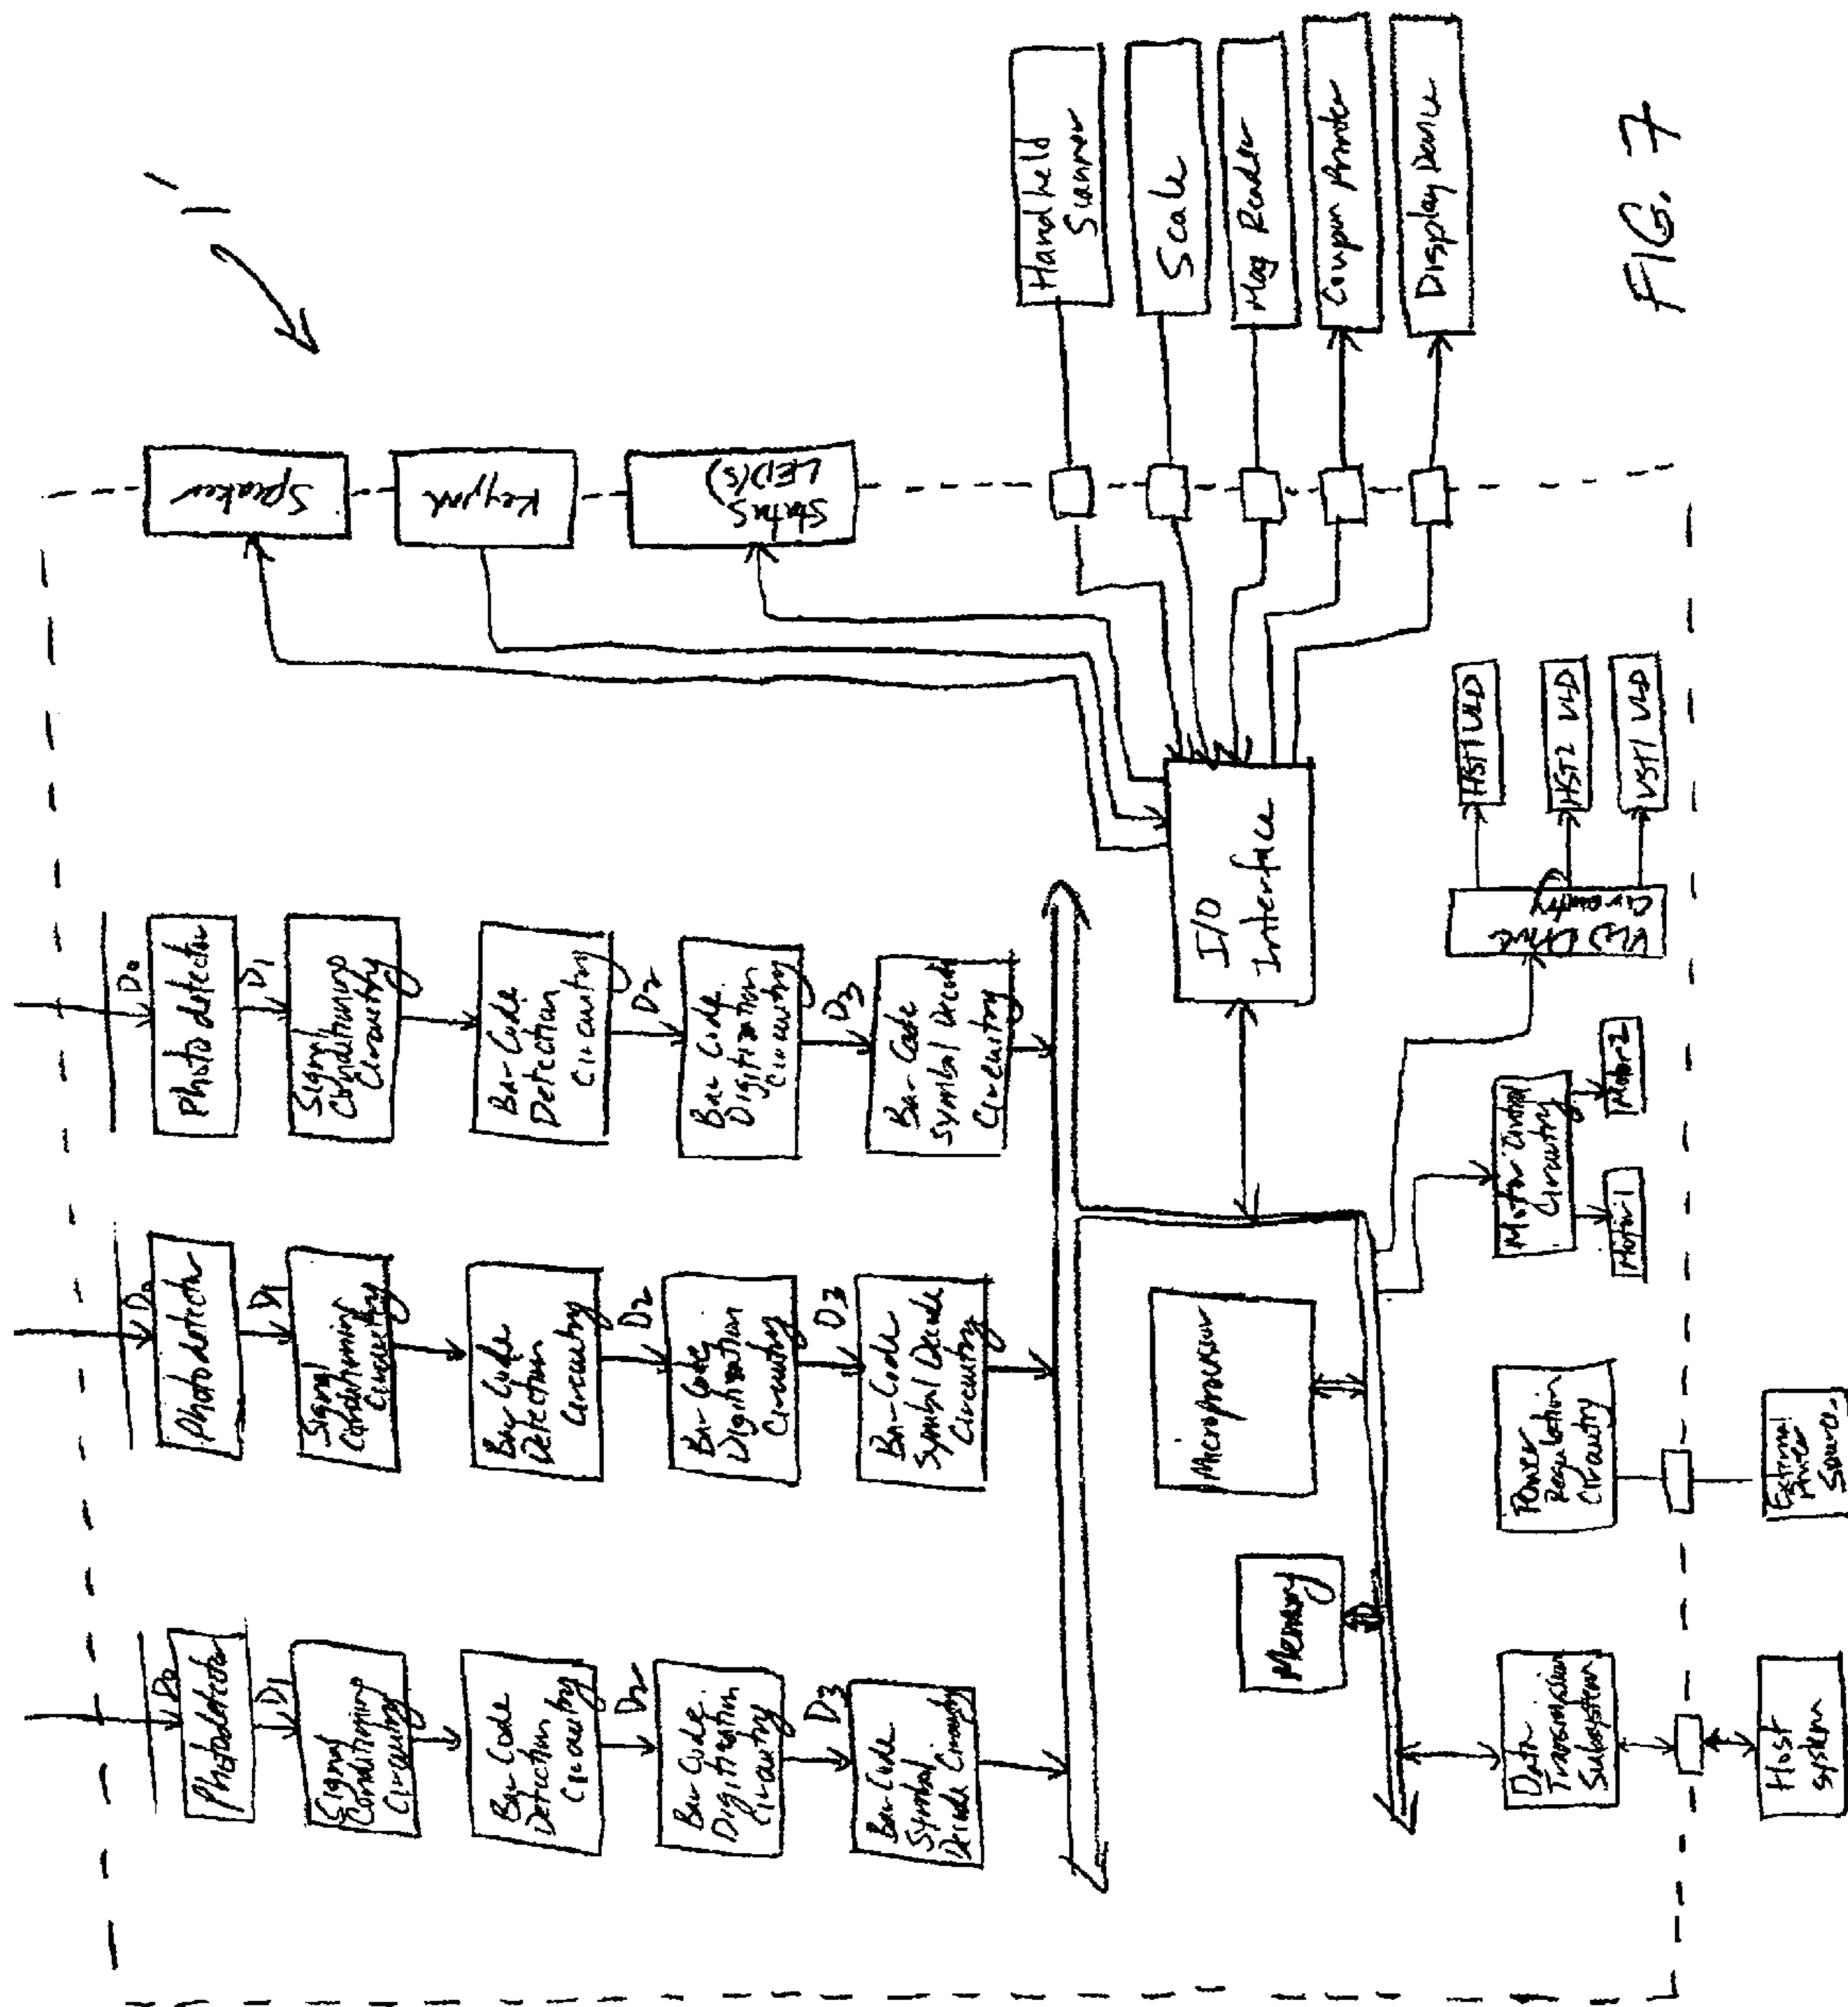 1
Speaker
Keypad
Status
LED(s)
Handheld
Scanner
Scale
Mag Reader
Coupon Printer
Display Device
D0
Photodetector
D1
Signal
Conditioning
Circuitry
Bar Code
Detection
Circuitry
D2
Bar Code
Digitization
Circuitry
D3
Bar-Code
Symbol Decode
Circuitry
D0
Photodetector
D1
Signal
Conditioning
Circuitry
Bar-Code
Detection
Circuitry
D2
Bar-Code
Digitization
Circuitry
D3
Bar-Code
Symbol Decode
Circuitry
D0
Photodetector
D1
Signal
Conditioning
Circuitry
Bar-Code
Detection
Circuitry
D2
Bar Code
Digitization
Circuitry
D3
Bar-Code
Symbol Decode
Circuitry
I/O
Interface
Microprocessor
Memory
HST1 VLD
HST2 VLD
VST1 VLD
VLD Drive
Circuitry
Motor Control
Circuitry
Motor 1
Motor 2
Power
Regulation
Circuitry
External
Power
Source
Data
Transmission
Subsystem
Host
System
FIG. 7